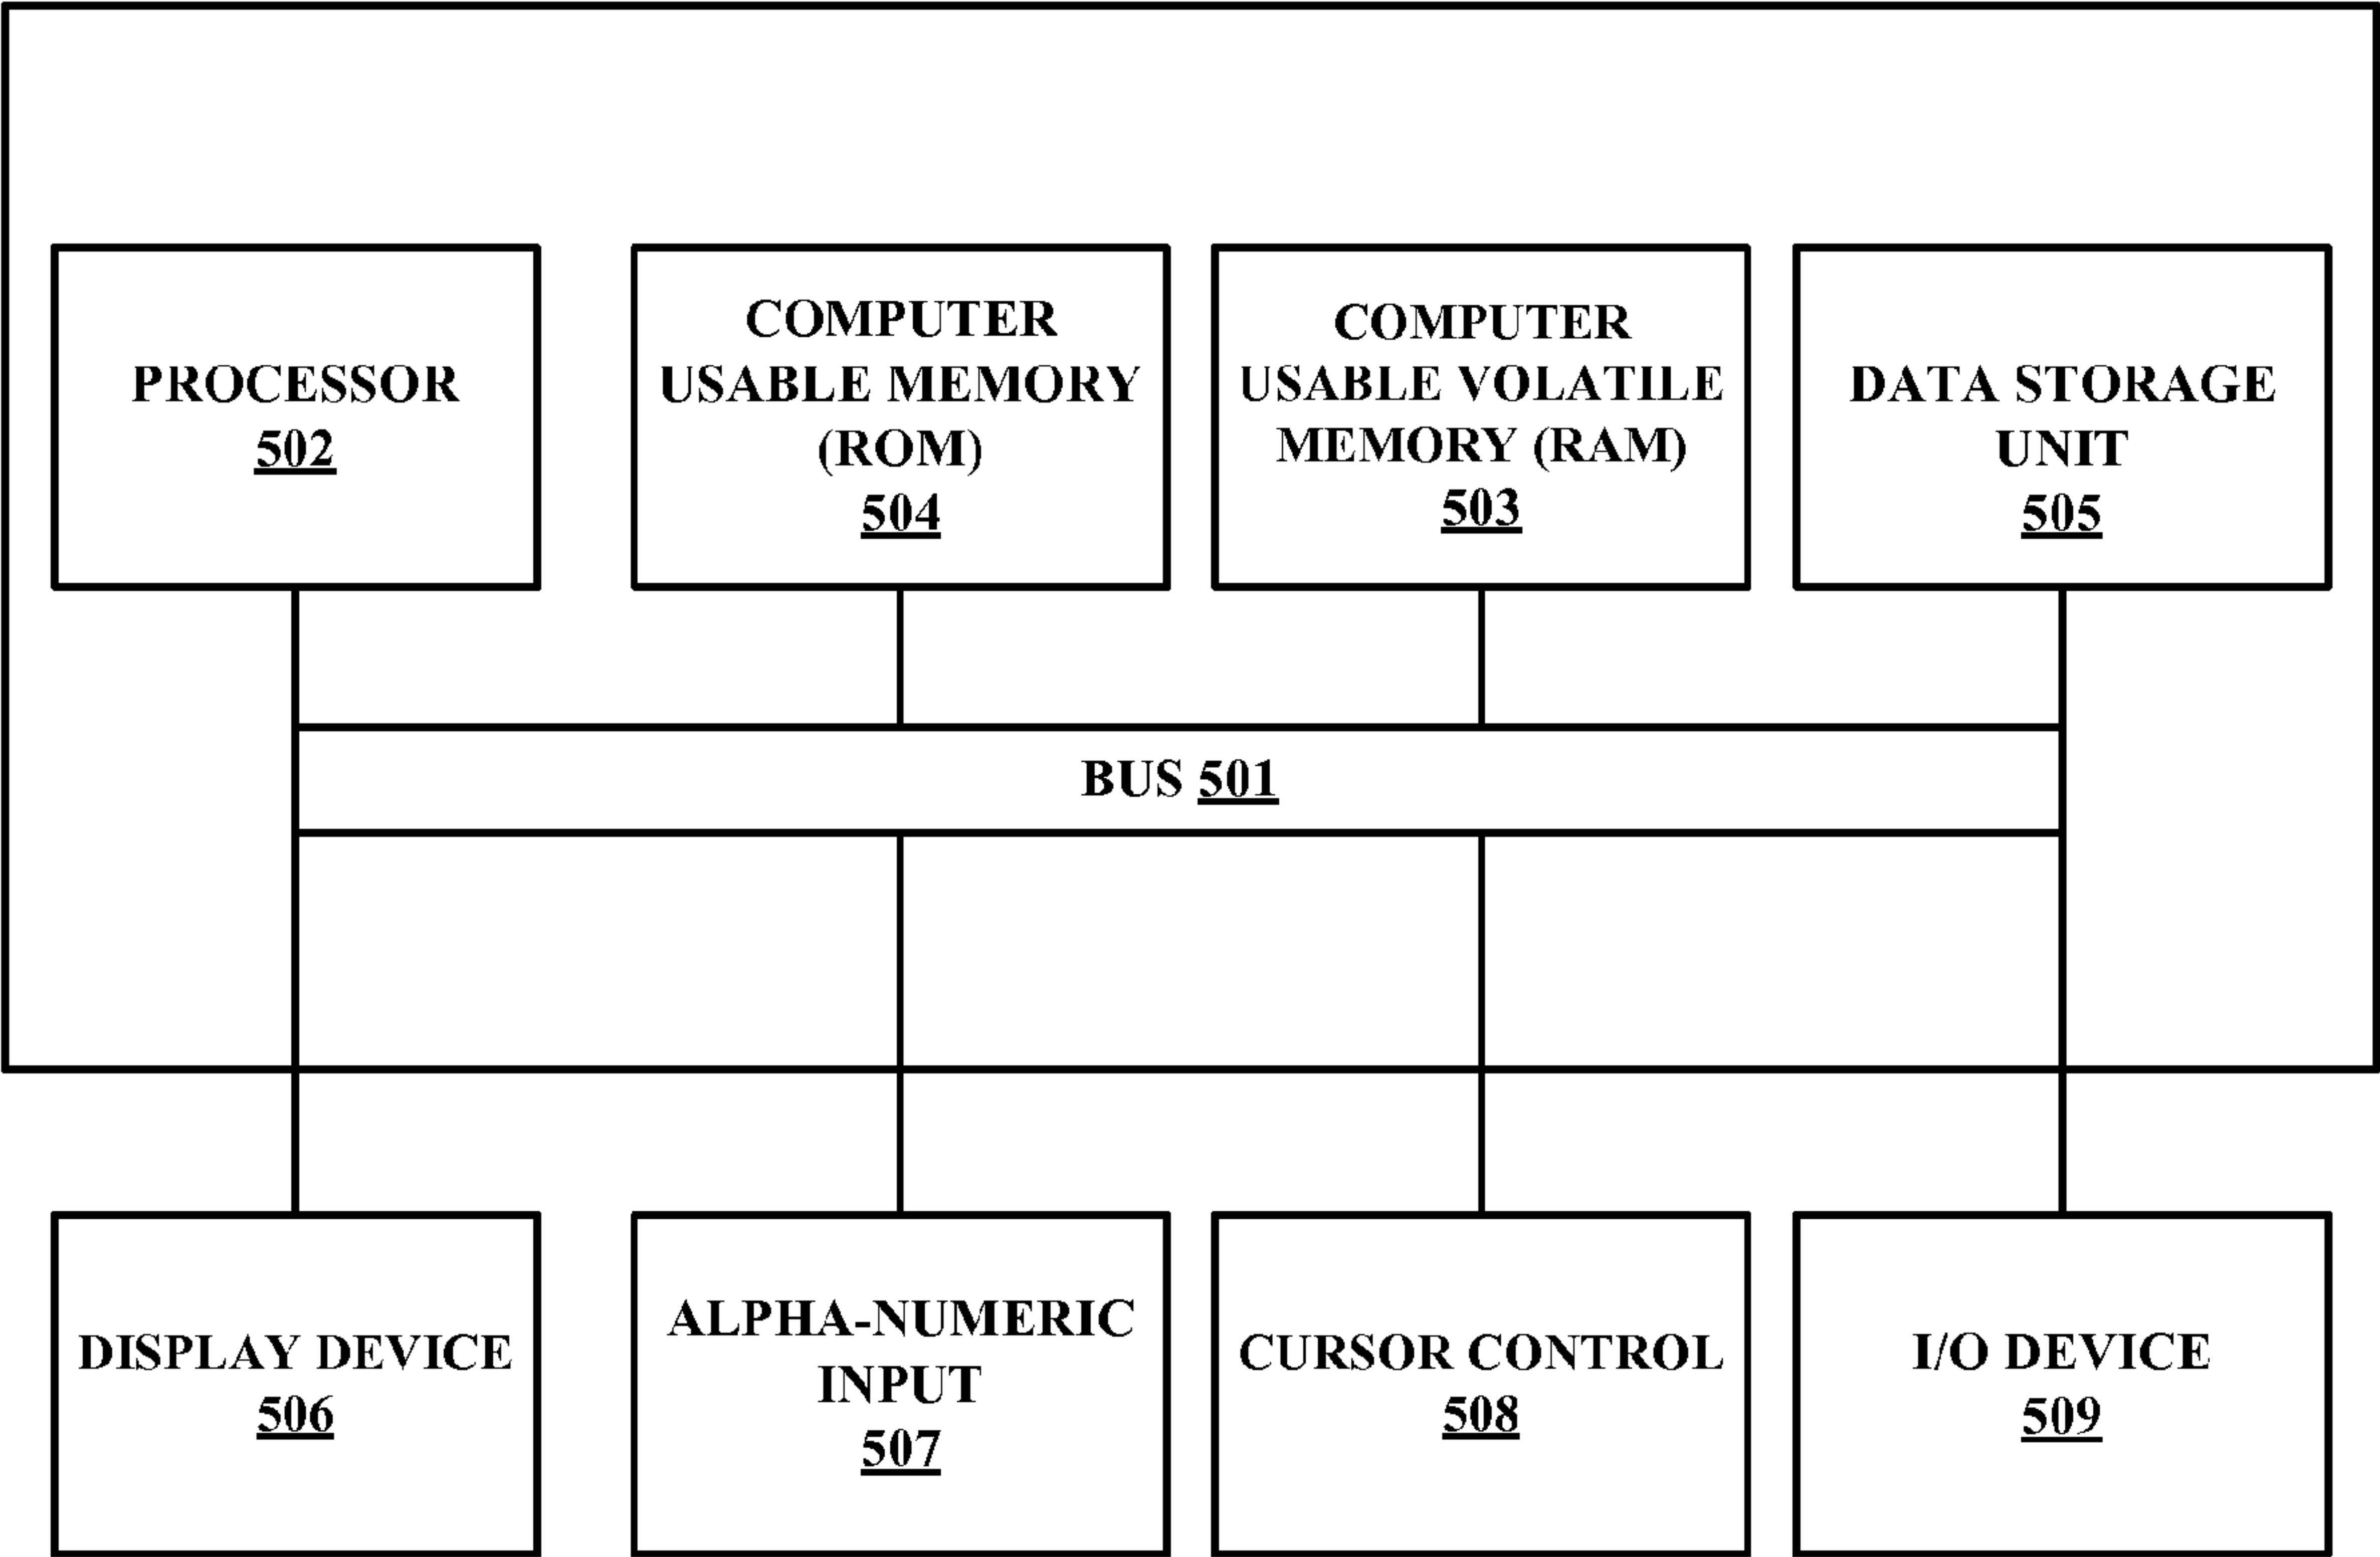 PROCESSOR
502
COMPUTER
USABLE MEMORY
(ROM)
504
COMPUTER
USABLE VOLATILE
MEMORY (RAM)
503
DATA STORAGE
UNIT
505
BUS 501
DISPLAY DEVICE
506
ALPHA-NUMERIC
INPUT
507
CURSOR CONTROL
508
I/O DEVICE
509